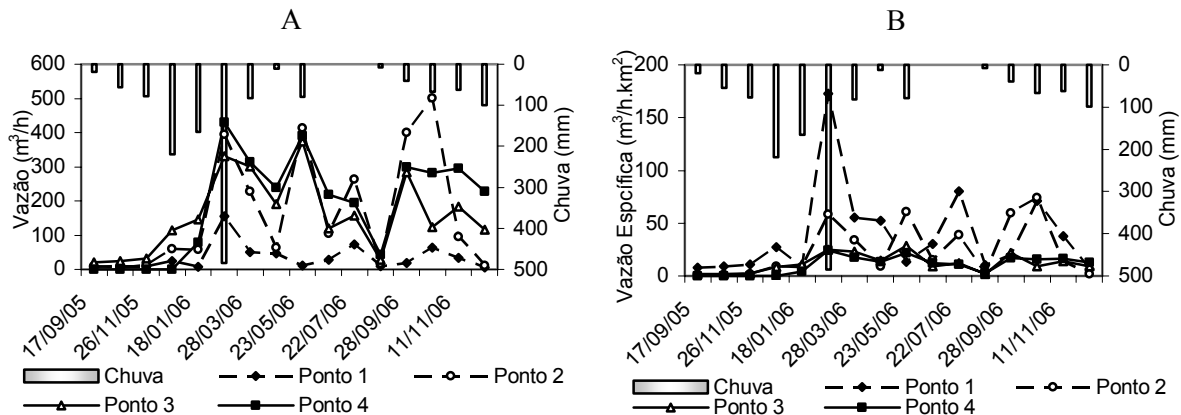 A
Vazão (m³/h)
600
500
400
300
200
100
0
0
100
200
300
400
500
Chuva (mm)
17/09/05
26/11/05
18/01/06
28/03/06
23/05/06
22/07/06
28/09/06
11/11/06
Chuva
Ponto 1
Ponto 2
Ponto 3
Ponto 4
B
Vazão Espcífica (m³/h.km²)
200
150
100
50
0
0
100
200
300
400
500
Chuva (mm)
17/09/05
26/11/05
18/01/06
28/03/06
23/05/06
22/07/06
28/09/06
11/11/06
Chuva
Ponto 1
Ponto 2
Ponto 3
Ponto 4